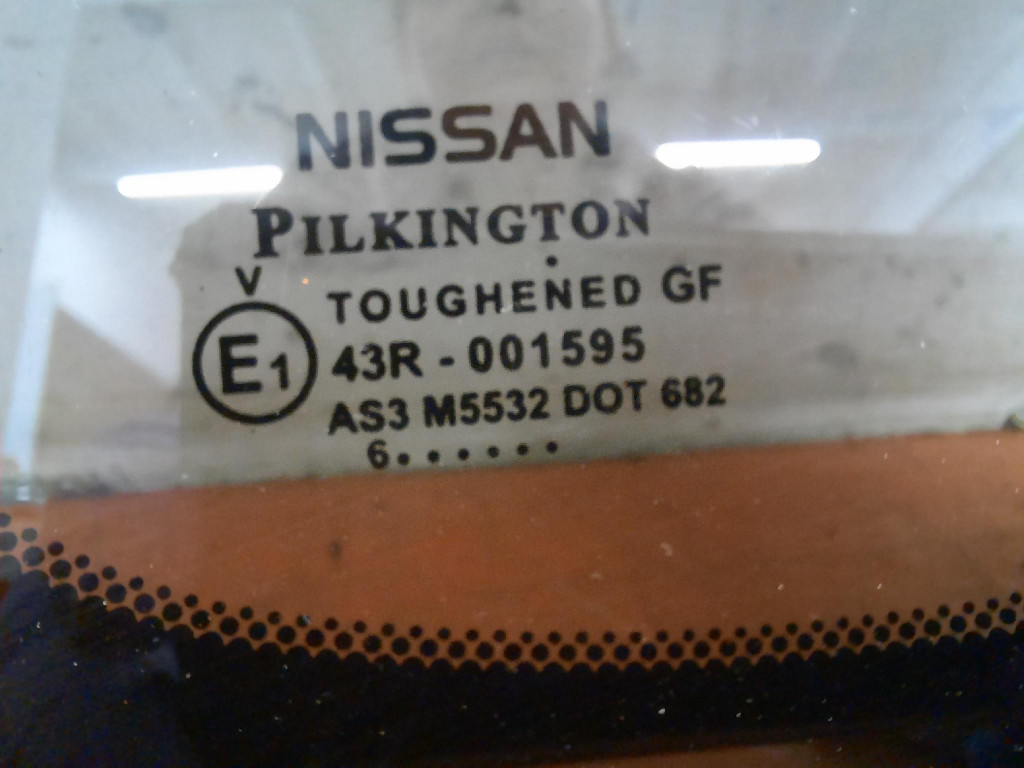 NISSAN
PILKINGTON
V
E1
TOUGHENED GF
43R - 001595
AS3 M5532 DOT 682
6......